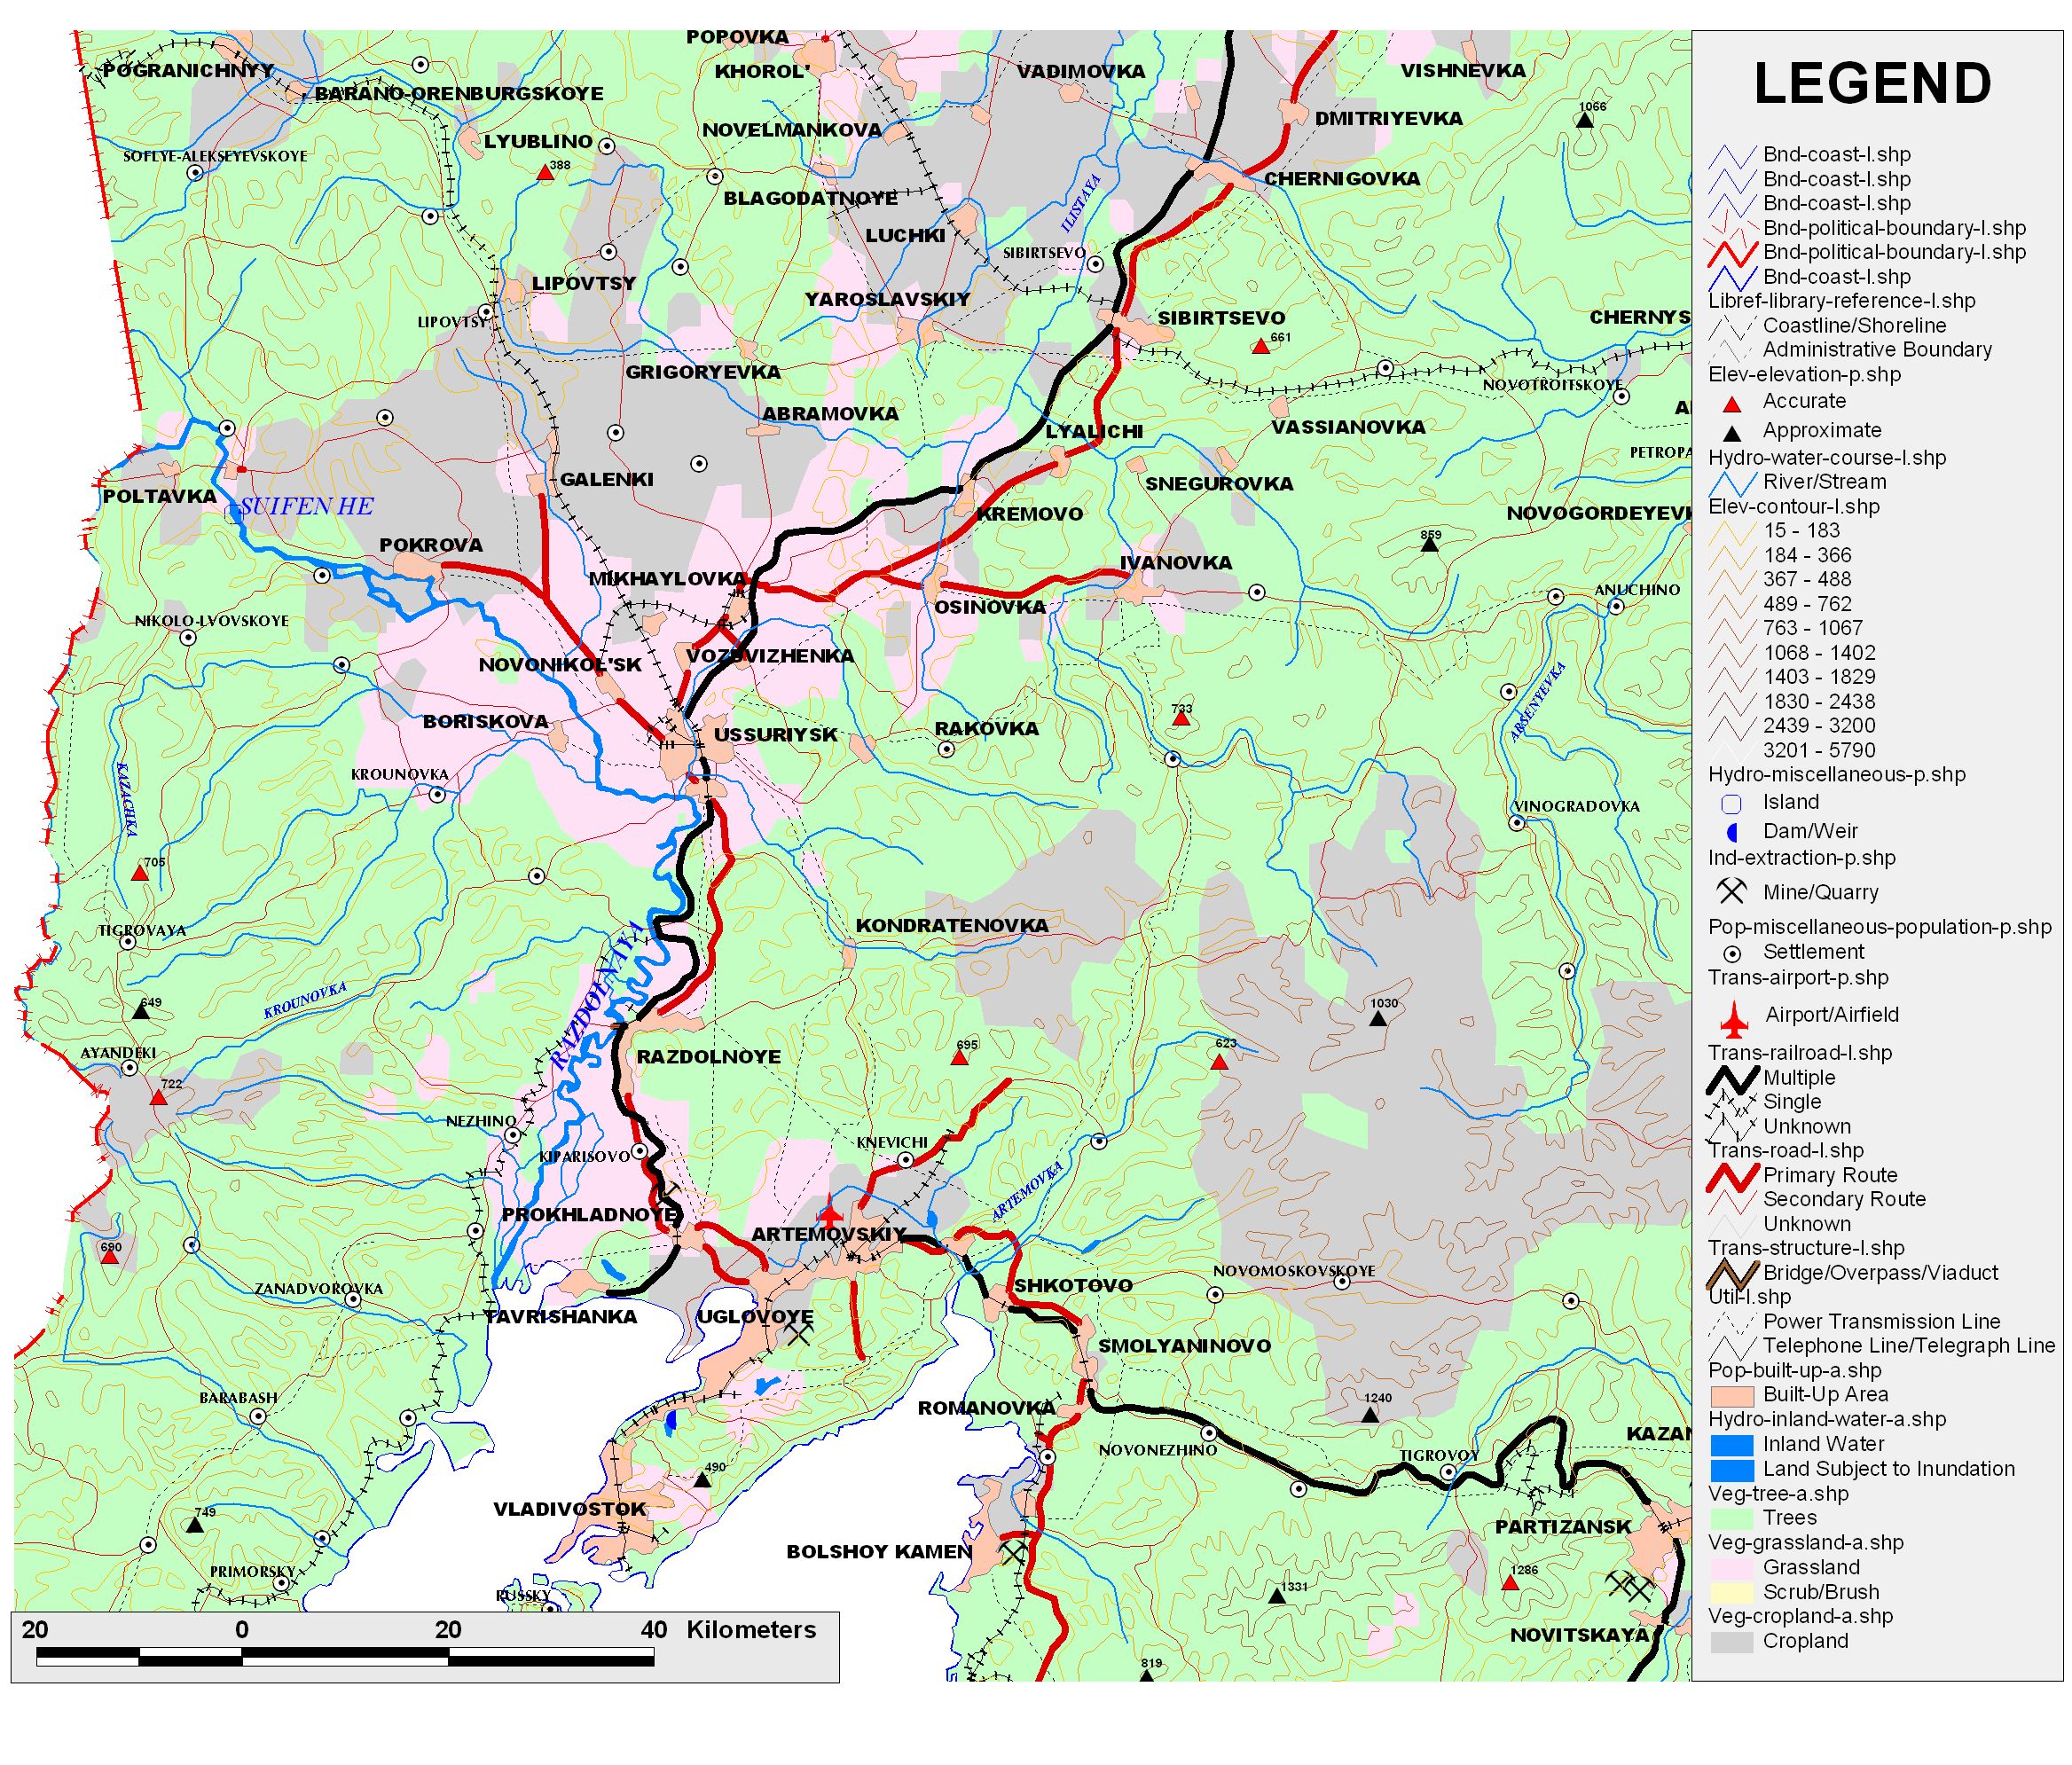 POPOVKA
POGRANICHNYY
KHOROL'
VADIMOVKA
VISHNEVKA
BARANO-ORENBURGSKOYE
1066
DMITRIYEVKA
NOVELMANKOVA
LYUBLINO
SOFLYE-ALEKSEYEVSKOYE
388
CHERNIGOVKA
BLAGODATNOYE
ILISTAYA
LUCHKI
SIBIRTSEVO
LIPOVTSY
YAROSLAVSKIY
LIPOVTSY
SIBIRTSEVO
CHERNYS
661
GRIGORYEVKA
NOVOTROITSKOYE
ABRAMOVKA
LYALICHI
VASSIANOVKA
PETROPA
GALENKI
SNEGUROVKA
POLTAVKA
SUIFEN HE
KREMOVO
NOVOGORDEYEVK
POKROVA
859
MIKHAYLOVKA
IVANOVKA
ANUCHINO
OSINOVKA
NIKOLO-LVOVSKOYE
NOVONIKOL'SK
VOZDVIZHENKA
ARSENYEVKA
BORISKOVA
USSURIYSK
RAKOVKA
733
KROUNOVKA
KAZACHKA
VINOGRADOVKA
705
TIGROVAYA
KONDRATENOVKA
RAZDOLNAYA
KROUNOVKA
649
1030
AYANDEKI
RAZDOLNOYE
695
623
722
NEZHINO
KIPARISOVO
KNEVICHI
ARTEMOVKA
PROKHLADNOYE
ARTEMOVSKIY
690
ZANADVOROVKA
SHKOTOVO
NOVOMOSKOVSKOYE
TAVRISHANKA
UGLOVOYE
SMOLYANINOVO
BARABASH
ROMANOVKA
1240
NOVONEZHINO
TIGROVOY
KAZAN
490
VLADIVOSTOK
749
PARTIZANSK
BOLSHOY KAMEN
PRIMORSKY
RUSSKY
1331
1286
NOVITSKAYA
819
20 0 20 40 Kilometers
LEGEND
Bnd-coast-l.shp
Bnd-coast-l.shp
Bnd-coast-l.shp
Bnd-political-boundary-l.shp
Bnd-political-boundary-l.shp
Bnd-coast-l.shp
Libref-library-reference-l.shp
Coastline/Shoreline
Administrative Boundary
Elev-elevation-p.shp
Accurate
Approximate
Hydro-water-course-l.shp
River/Stream
Elev-contour-l.shp
15 - 183
184 - 366
367 - 488
489 - 762
763 - 1067
1068 - 1402
1403 - 1829
1830 - 2438
2439 - 3200
3201 - 5790
Hydro-miscellaneous-p.shp
Island
Dam/Weir
Ind-extraction-p.shp
Mine/Quarry
Pop-miscellaneous-population-p.shp
Settlement
Trans-airport-p.shp
Airport/Airfield
Trans-railroad-l.shp
Multiple
Single
Unknown
Trans-road-l.shp
Primary Route
Secondary Route
Unknown
Trans-structure-l.shp
Bridge/Overpass/Viaduct
Util-l.shp
Power Transmission Line
Telephone Line/Telegraph Line
Pop-built-up-a.shp
Built-Up Area
Hydro-inland-water-a.shp
Inland Water
Land Subject to Inundation
Veg-tree-a.shp
Trees
Veg-grassland-a.shp
Grassland
Scrub/Brush
Veg-cropland-a.shp
Cropland